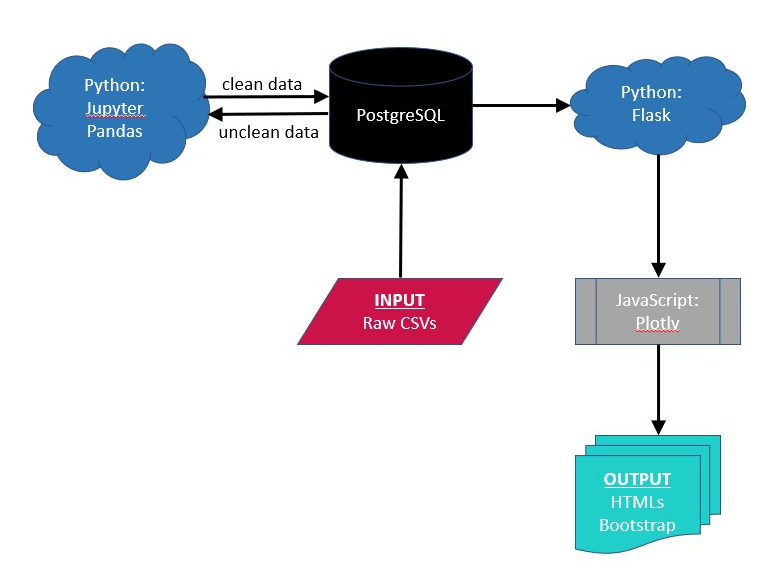 Python:
Jupyter
Pandas
clean data
unclean data
PostgreSQL
Python:
Flask
INPUT
Raw CSVs
JavaScript:
Plotly
OUTPUT
HTMLs
Bootstrap